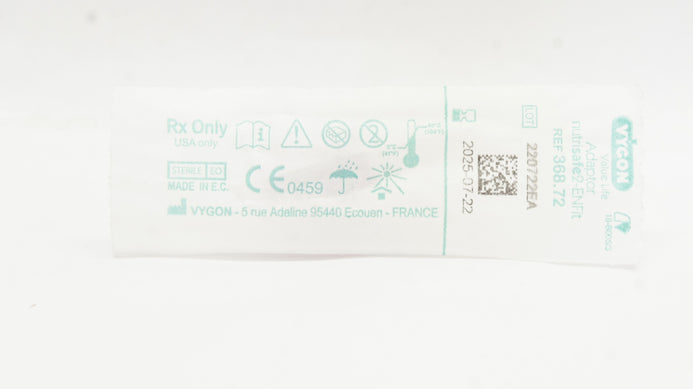 Rx Only
USA only
STERILE EO
MADE IN E.C.
CE 0459
VYGON - 5 rue Adeline 95440 Ecouen - FRANCE
VYGON
Value Life
Adaptor
nutrisafe2-ENFit
REF 368.72
LOT
220722EA
2025-07-22